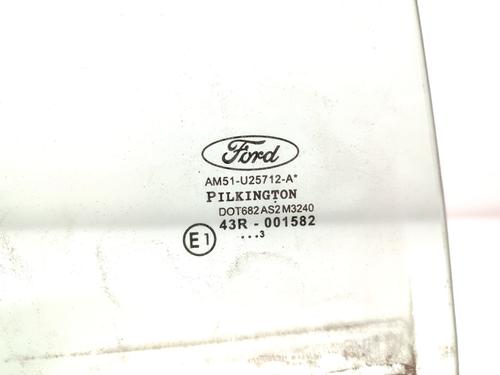 Ford
AM51-U25712-A*
PILKINGTON
DOT682 AS2 M3240
43R - 001582
E1
...3